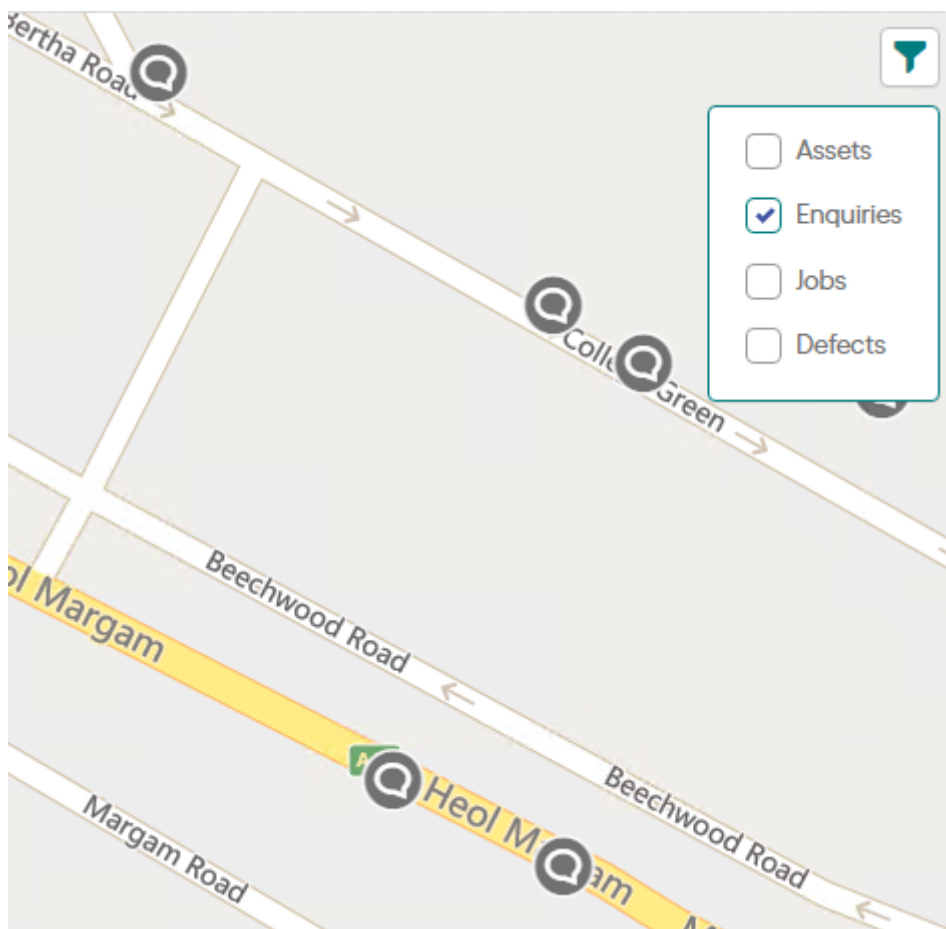 Bertha Road
Assets
Enquiries
Jobs
Defects
Green
Beechwood Road
Margam
Beechwood Road
Heol
Margam Road